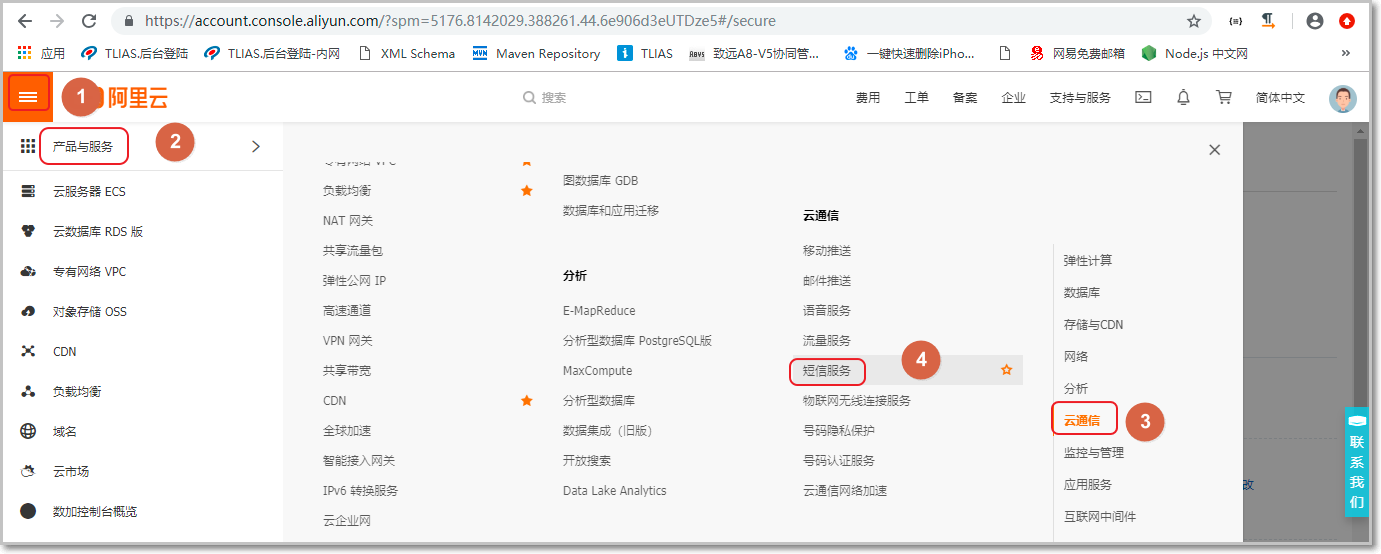 https://account.console.aliyun.com/?spm=5176.8142029.388261.44.6e906d3eUTDze5#/secure
应用 TLIAS.后台登陆 TLIAS.后台登陆-内网 XML Schema MVN Maven Repository TLIAS 致远A8-V5协同管... 一键快速删除iPho... 网易免费邮箱 Node.js 中文网 »
1 阿里云 搜索 费用 工单 备案 企业 支持与服务 简体中文
产品与服务 2
云服务器 ECS
云数据库 RDS 版
专有网络 VPC
对象存储 OSS
CDN
负载均衡
域名
云市场
数加控制台概览
专有网络 VPC
负载均衡
NAT 网关
共享流量包
弹性公网 IP
高速通道
VPN 网关
共享带宽
CDN
全球加速
智能接入网关
IPv6 转换服务
云企业网
图数据库 GDB
数据库和应用迁移
分析
E-MapReduce
分析型数据库 PostgreSQL版
MaxCompute
分析型数据库
数据集成（旧版）
开放搜索
Data Lake Analytics
云通信
移动推送
邮件推送
语音服务
流量服务
短信服务 4
物联网无线连接服务
号码隐私保护
号码认证服务
云通信网络加速
弹性计算
数据库
存储与CDN
网络
分析
云通信 3
监控与管理
应用服务
互联网中间件
改
联系我们